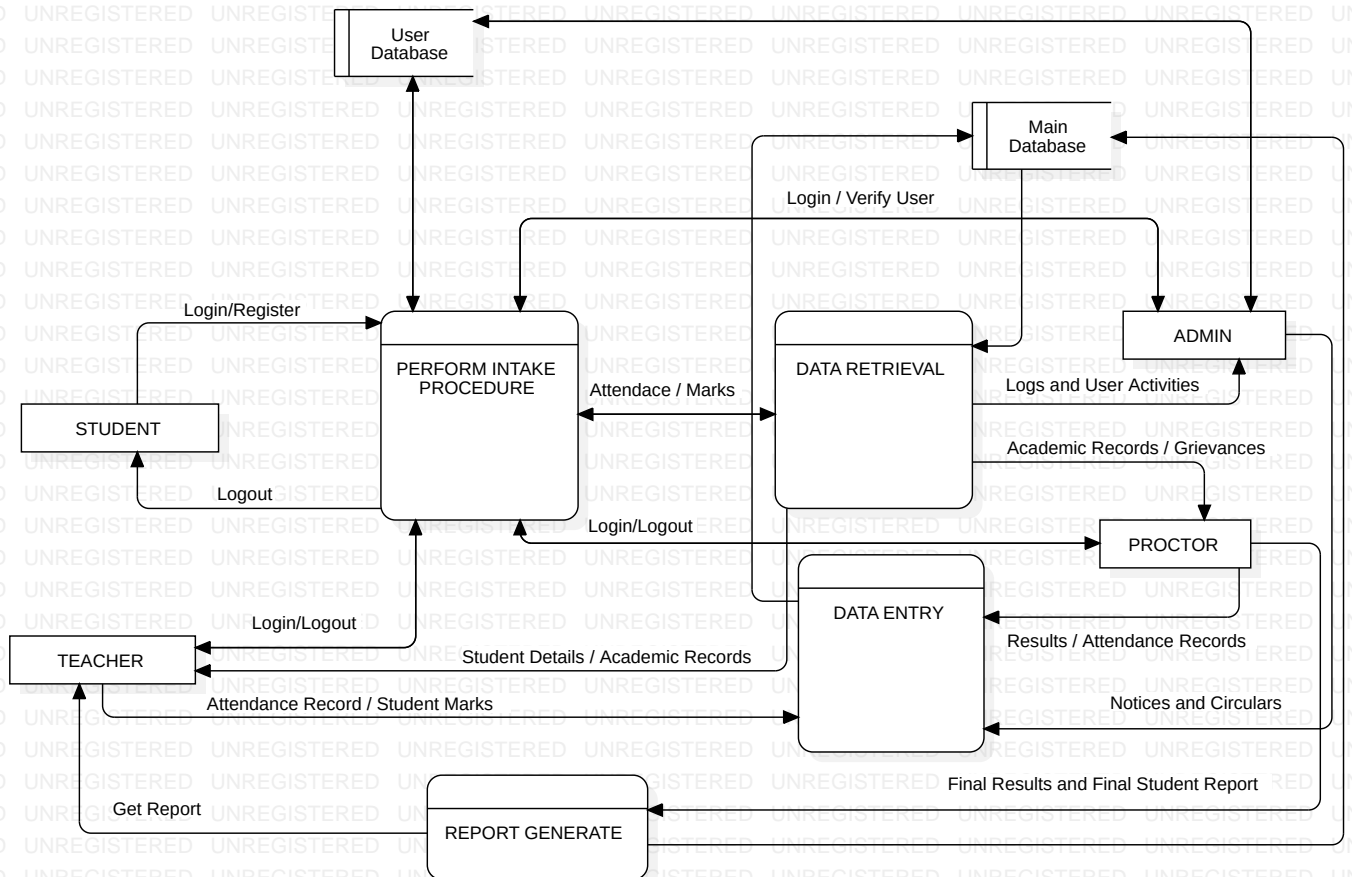 User
Database
Main
Database
Login / Verify User
Login/Register
ADMIN
PERFORM INTAKE
PROCEDURE
DATA RETRIEVAL
Attendace / Marks
Logs and User Activities
STUDENT
Academic Records / Grievances
Logout
Login/Logout
PROCTOR
DATA ENTRY
Login/Logout
Results / Attendance Records
TEACHER
Student Details / Academic Records
Attendance Record / Student Marks
Notices and Circulars
Final Results and Final Student Report
Get Report
REPORT GENERATE
UNREGISTERED